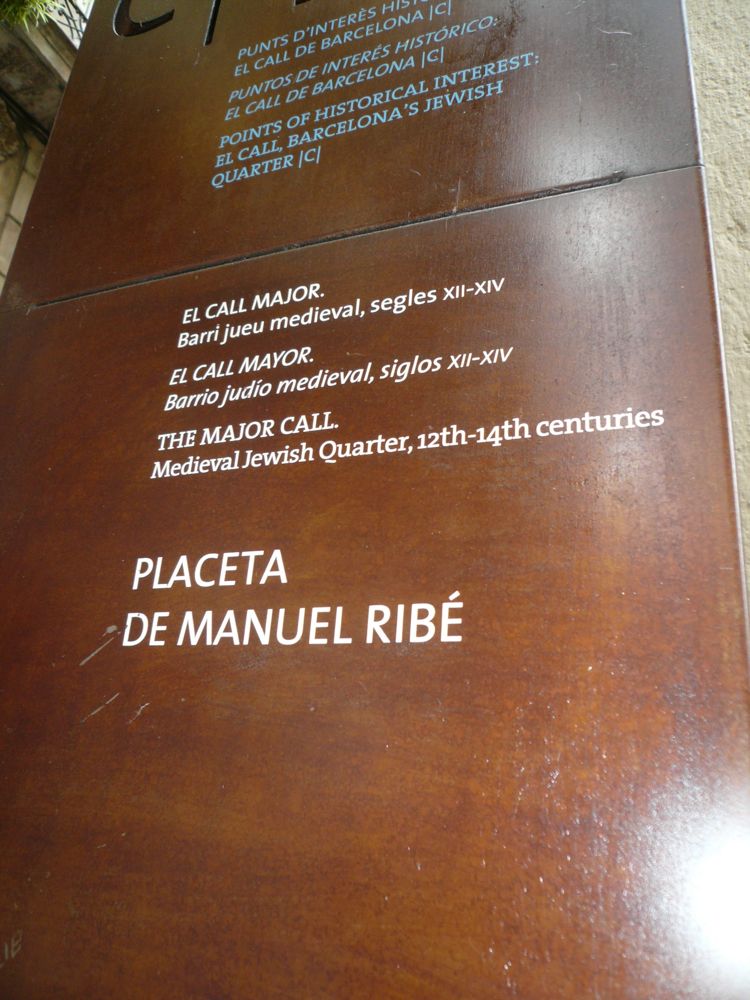 PUNTS D'INTERÈS
EL CALL DE BARCELONA |C|
PUNTOS DE INTERÉS HISTÓRICO:
EL CALL DE BARCELONA |C|
POINTS OF HISTORICAL INTEREST:
EL CALL, BARCELONA'S JEWISH
QUARTER |C|
EL CALL MAJOR.
Barri jueu medieval, segles XII-XIV
EL CALL MAYOR.
Barrio judío medieval, siglos XII-XIV
THE MAJOR CALL.
Medieval Jewish Quarter, 12th-14th centuries
PLACETA
DE MANUEL RIBÉ